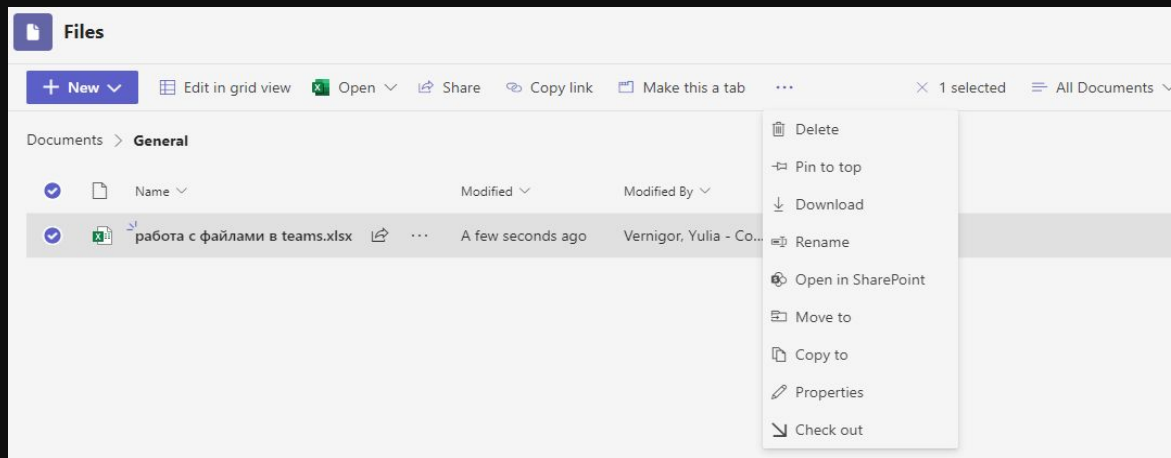 Files
New Edit in grid view Open Share Copy link Make this a tab ... 1 selected All Documents
Documents > General
Name Modified Modified By
работа с файлами в teams.xlsx ... A few seconds ago Vernigor, Yulia - Co...
Delete
Pin to top
Download
Rename
Open in SharePoint
Move to
Copy to
Properties
Check out